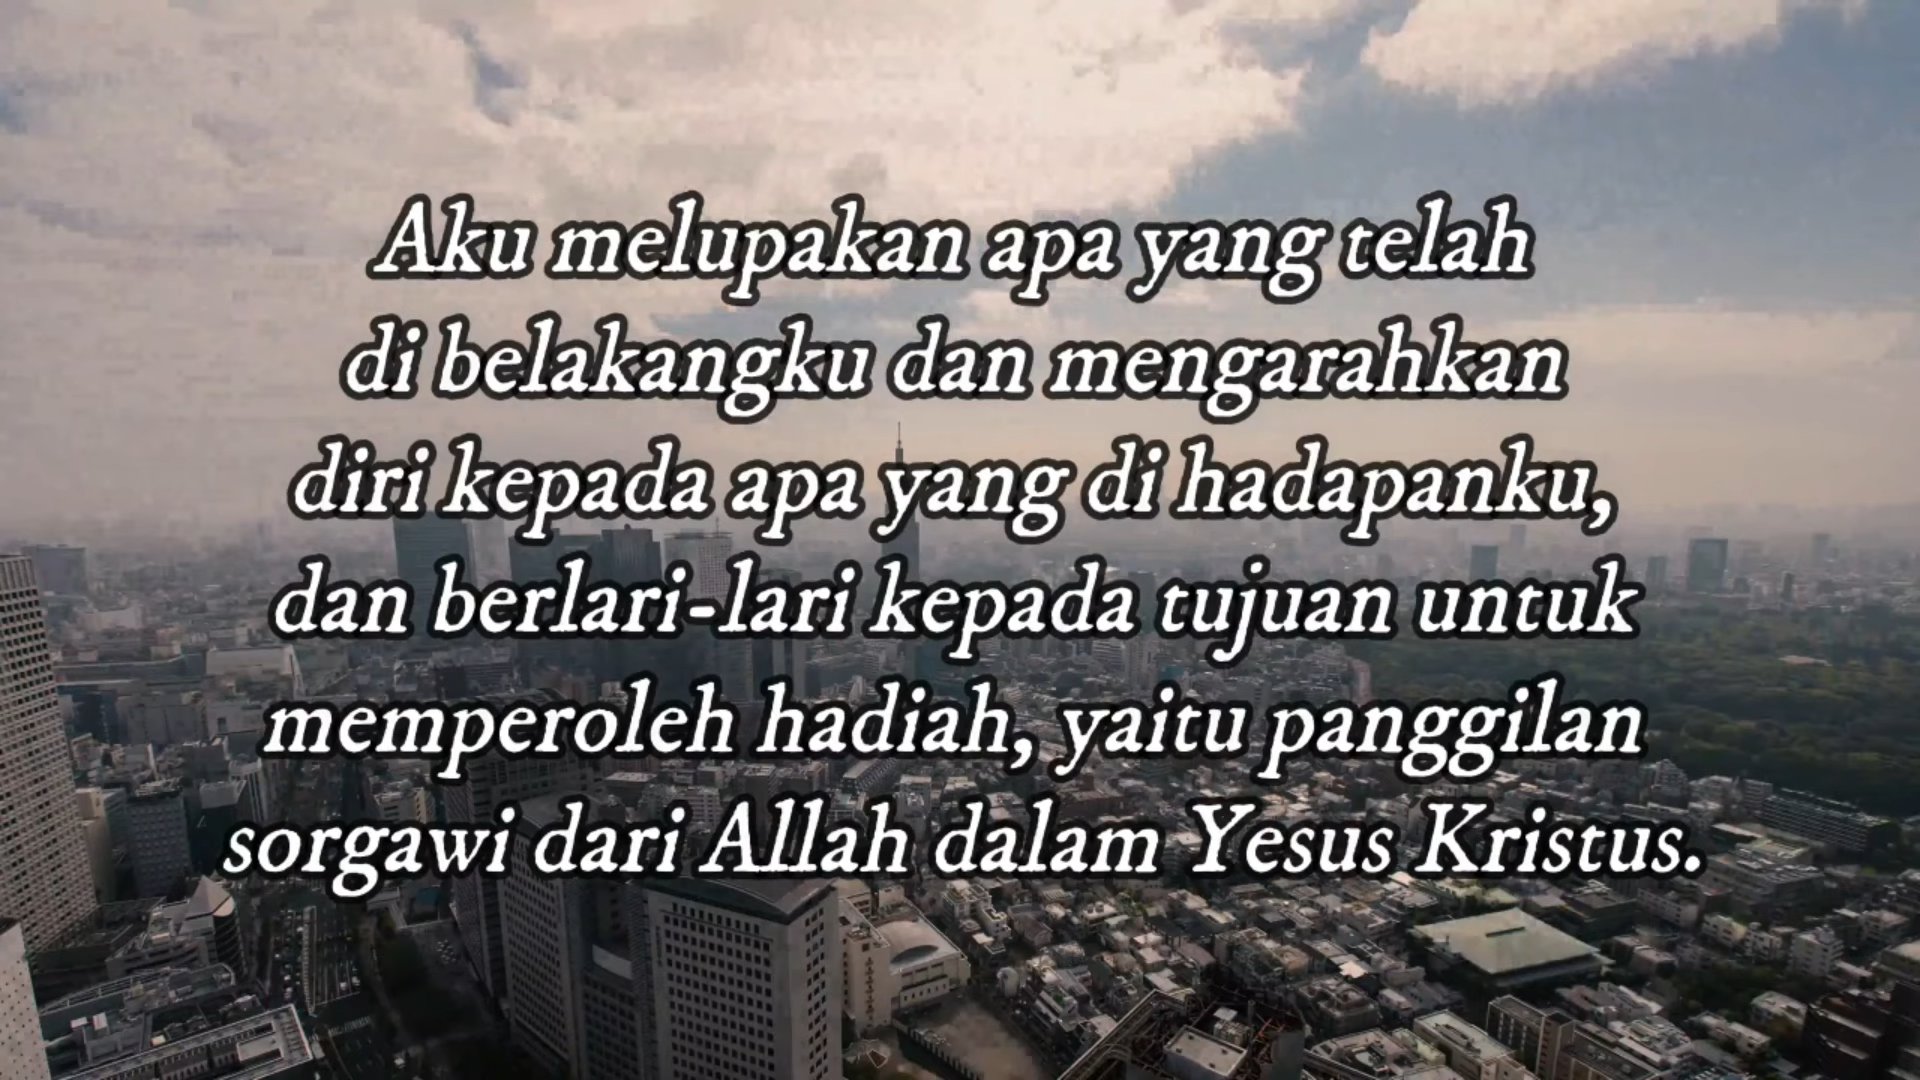 Aku melupakan apa yang telah
di belakangku dan mengarahkan
diri kepada apa yang di hadapanku,
dan berlari-lari kepada tujuan untuk
memperoleh hadiah, yaitu panggilan
sorgawi dari Allah dalam Yesus Kristus.